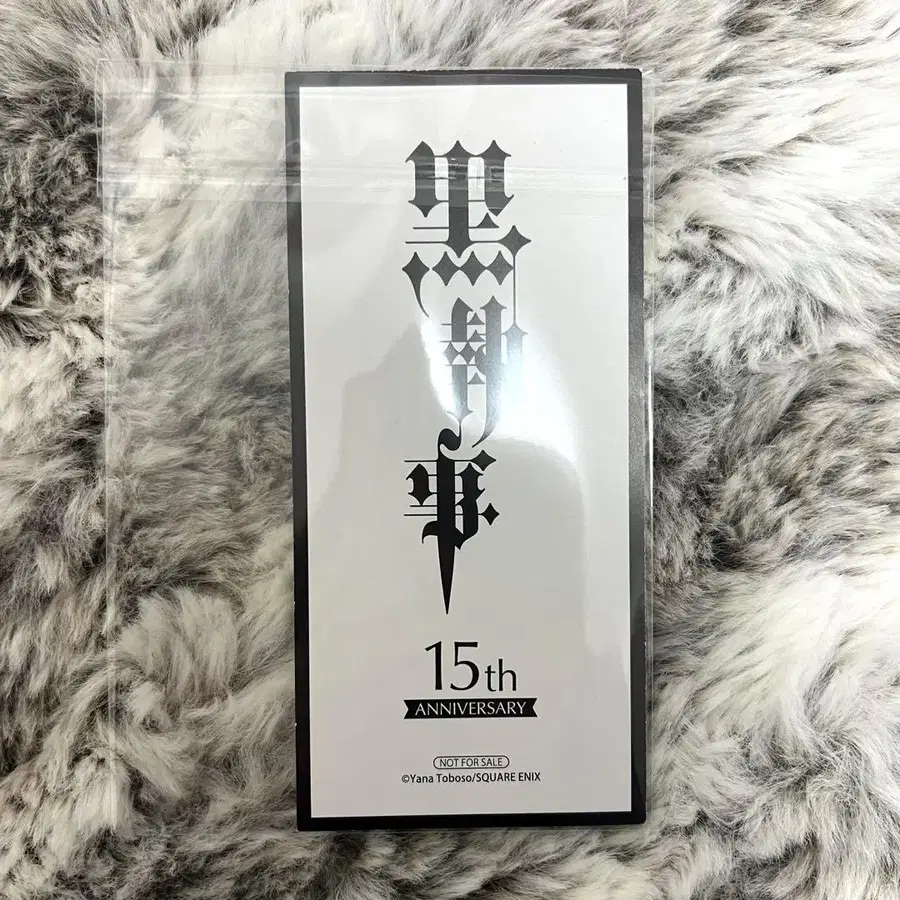 黒執事
15th
ANNIVERSARY
NOT FOR SALE
©Yana Toboso/SQUARE ENIX